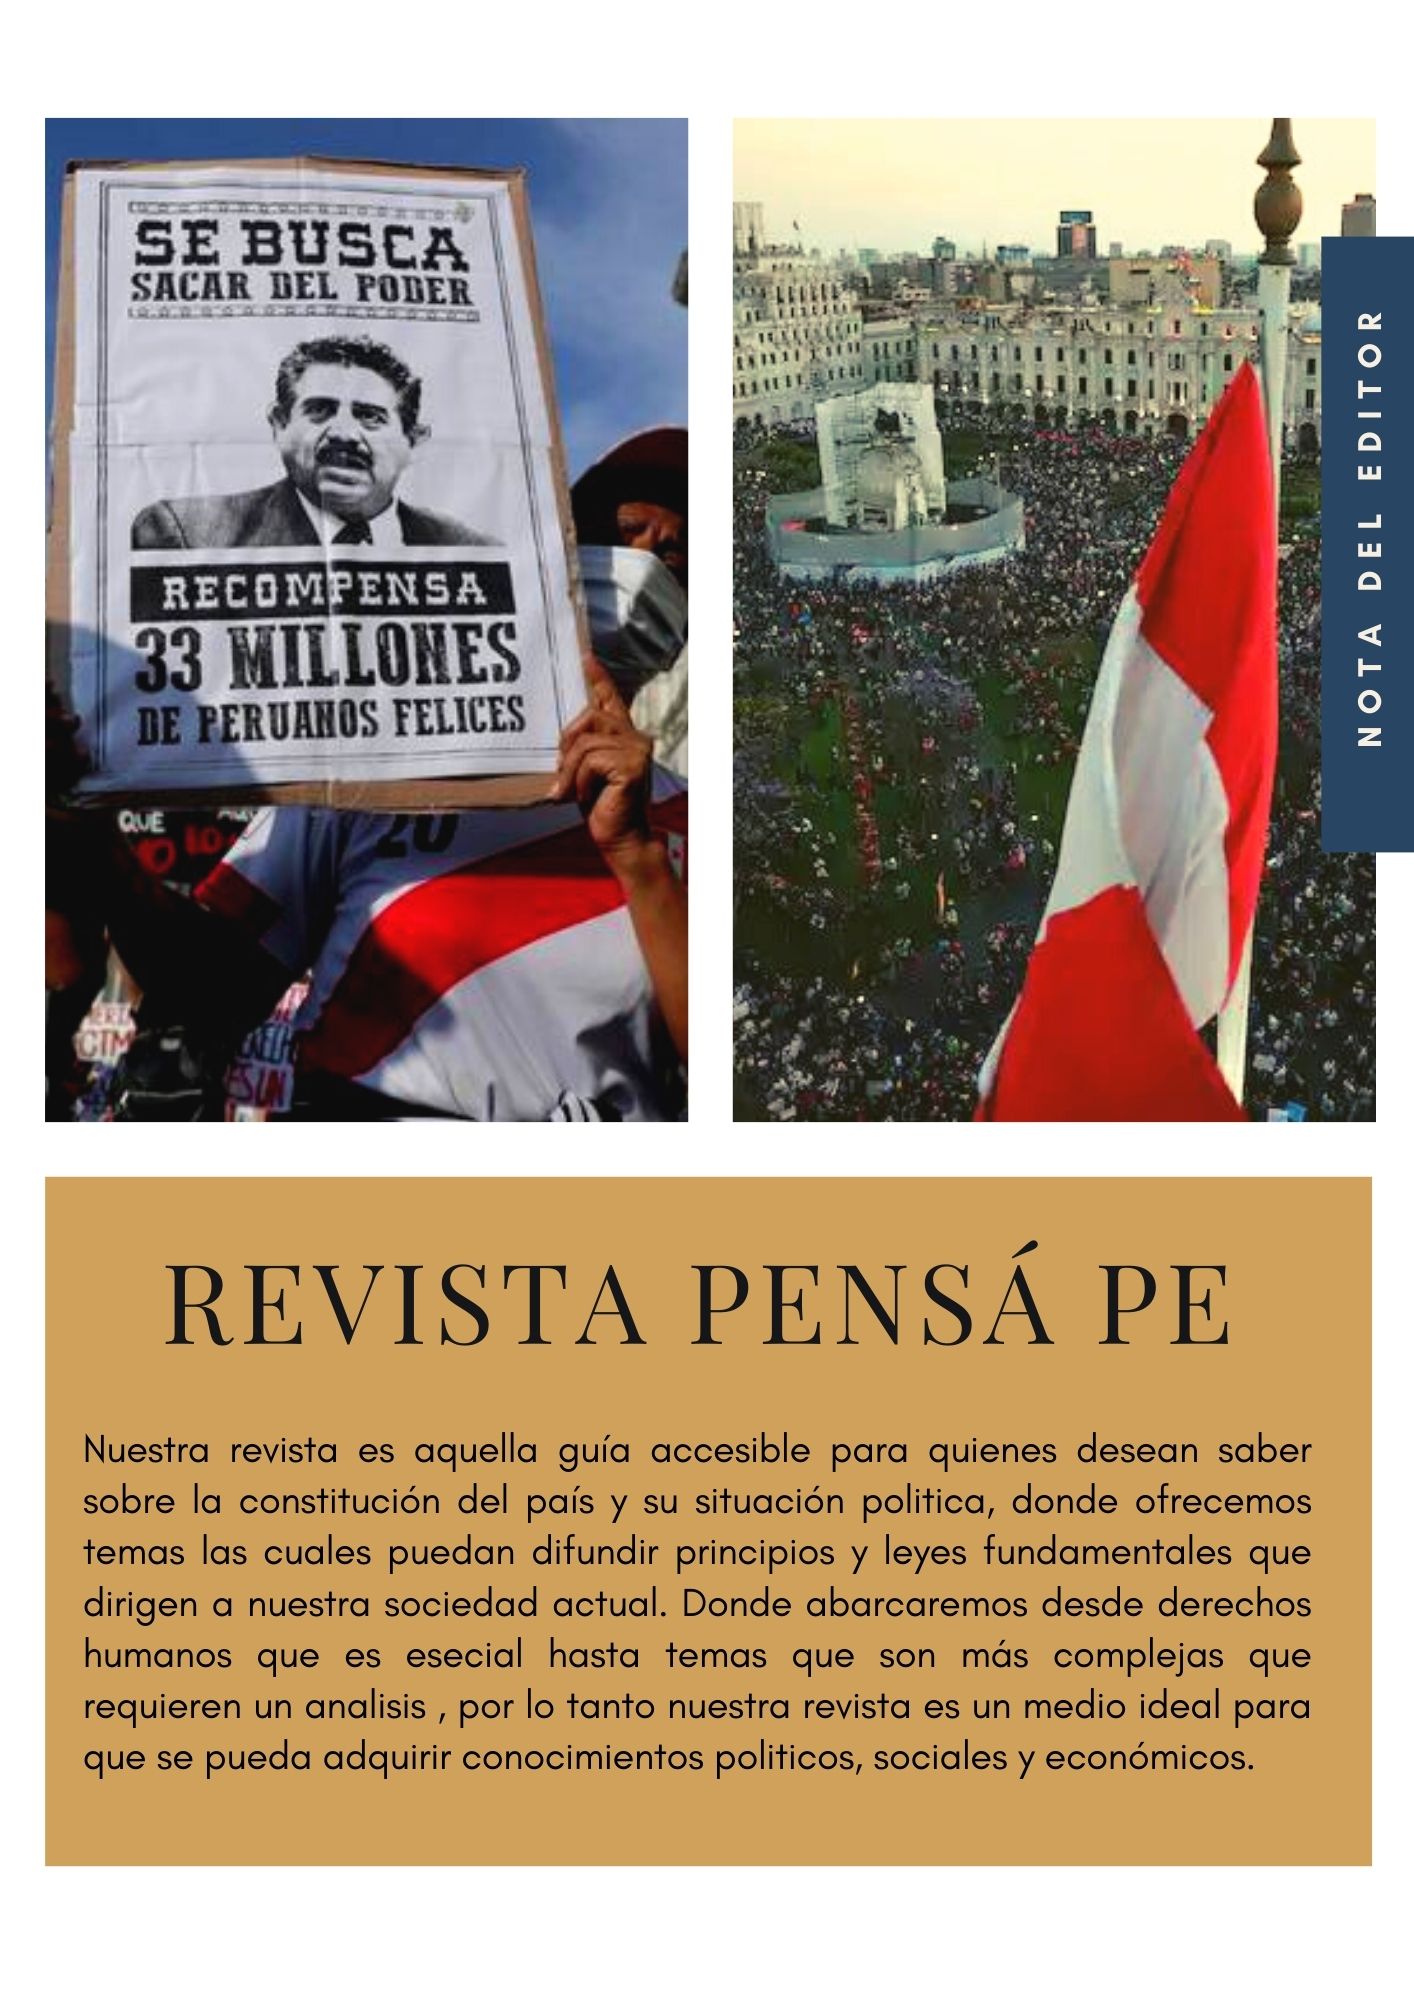 SE BUSCA
SACAR DEL PODER
RECOMPENSA
33 MILLONES
DE PERUANOS FELICES
QUE
20
CTM
NOTA DEL EDITOR
REVISTA PENSÁ PE
Nuestra revista es aquella guía accesible para quienes desean saber
sobre la constitución del país y su situación politica, donde ofrecemos
temas las cuales puedan difundir principios y leyes fundamentales que
dirigen a nuestra sociedad actual. Donde abarcaremos desde derechos
humanos que es esecial hasta temas que son más complejas que
requieren un analisis , por lo tanto nuestra revista es un medio ideal para
que se pueda adquirir conocimientos politicos, sociales y económicos.